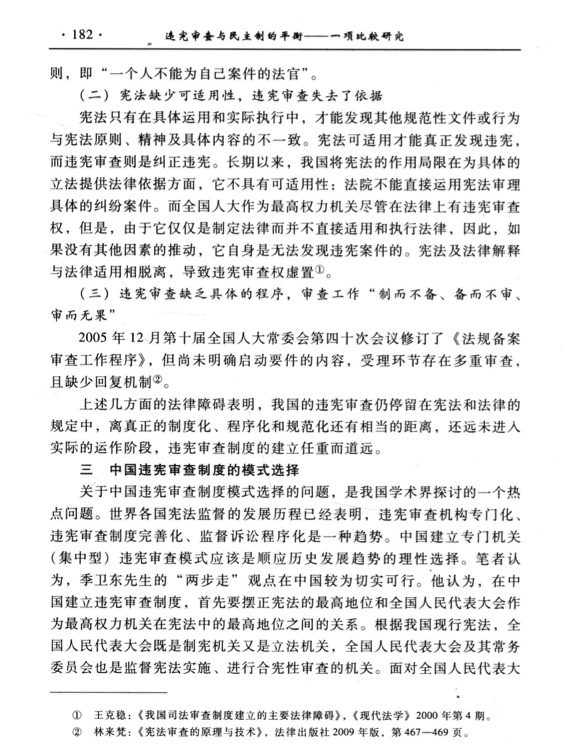 · 182 ·　违宪审查与民主制的平衡——一项比较研究
则，即“一个人不能为自己案件的法官”。
（二）宪法缺少可适用性，违宪审查失去了依据
宪法只有在具体运用和实际执行中，才能发现其他规范性文件或行为
与宪法原则、精神及具体内容的不一致。宪法可适用才能真正发现违宪，
而违宪审查则是纠正违宪。长期以来，我国将宪法的作用局限在为具体的
立法提供法律依据方面，它不具有可适用性；法院不能直接运用宪法审理
具体的纠纷案件。而全国人大作为最高权力机关尽管在法律上有违宪审查
权，但是，由于它仅仅是制定法律而并不直接适用和执行法律，因此，如
果没有其他因素的推动，它自身是无法发现违宪案件的。宪法及法律解释
与法律适用相脱离，导致违宪审查权虚置①。
（三）违宪审查缺乏具体的程序，审查工作“制而不备、备而不审、
审而无果”
2005 年 12 月第十届全国人大常委会第四十次会议修订了《法规备案
审查工作程序》，但尚未明确启动要件的内容，受理环节存在多重审查，
且缺少回复机制②。
上述几方面的法律障碍表明，我国的违宪审查仍停留在宪法和法律的
规定中，离真正的制度化、程序化和规范化还有相当的距离，还远未进入
实际的运作阶段，违宪审查制度的建立任重而道远。
三　中国违宪审查制度的模式选择
关于中国违宪审查制度模式选择的问题，是我国学术界探讨的一个热
点问题。世界各国宪法监督的发展历程已经表明，违宪审查机构专门化、
违宪审查制度完善化、监督诉讼程序化是一种趋势。中国建立专门机关
（集中型）违宪审查模式应该是顺应历史发展趋势的理性选择。笔者认
为，季卫东先生的“两步走”观点在中国较为切实可行。他认为，在中
国建立违宪审查制度，首先要摆正宪法的最高地位和全国人民代表大会作
为最高权力机关在宪法中的最高地位之间的关系。根据我国现行宪法，全
国人民代表大会既是制宪机关又是立法机关，全国人民代表大会及其常务
委员会也是监督宪法实施、进行合宪性审查的机关。面对全国人民代表大
①　王克稳：《我国司法审查制度建立的主要法律障碍》，《现代法学》2000 年第 4 期。
②　林来梵：《宪法审查的原理与技术》，法律出版社 2009 年版，第 467—469 页。